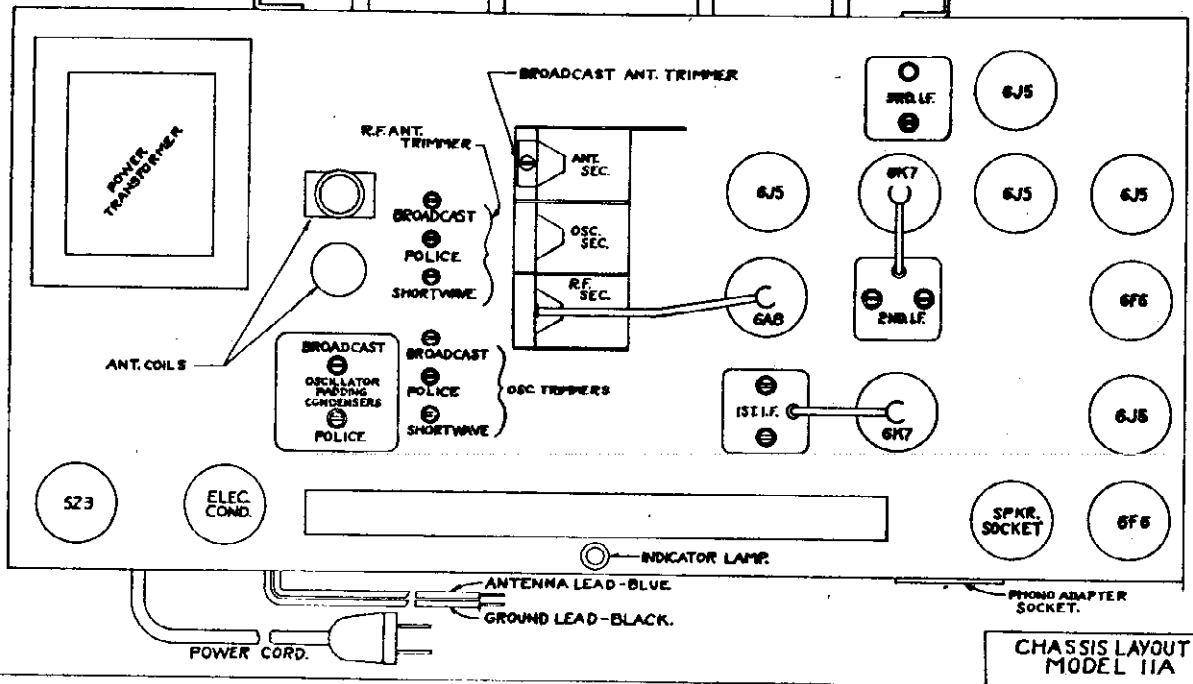 POWER
TRANSFORMER
R.F. ANT.
TRIMMER
BROADCAST ANT. TRIMMER
ANT.
SEC.
OSC.
SEC.
R.F.
SEC.
BROADCAST
POLICE
SHORTWAVE
ANT. COILS
BROADCAST
OSCILLATOR
PADDING
CONDENSERS
POLICE
BROADCAST
POLICE
SHORTWAVE
OSC. TRIMMERS
3RD. I.F.
6J5
6J5
6K7
6J5
6J5
6A8
2ND. I.F.
6F6
1ST. I.F.
6K7
6J5
5Z3
ELEC.
COND.
SPKR.
SOCKET
6F6
INDICATOR LAMP.
ANTENNA LEAD-BLUE
GROUND LEAD-BLACK.
POWER CORD.
PHONO ADAPTER
SOCKET.
CHASSIS LAYOUT
MODEL 11A